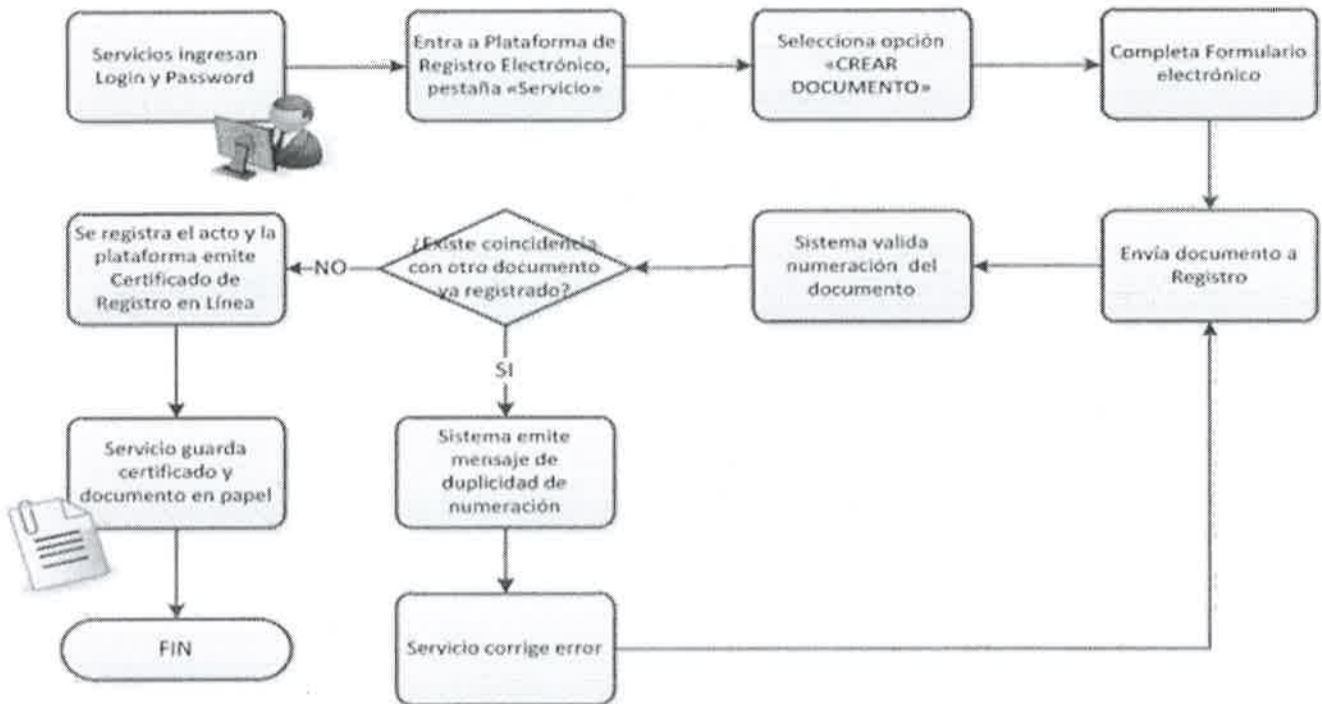 Servicios ingresan
Login y Password
Entra a Plataforma de
Registro Electrónico,
pestaña «Servicio»
Selecciona opción
«CREAR
DOCUMENTO»
Completa Formulario
electrónico
Envía documento a
Registro
Sistema valida
numeración del
documento
¿Existe coincidencia
con otro documento
ya registrado?
NO
Se registra el acto y la
plataforma emite
Certificado de
Registro en Línea
Servicio guarda
certificado y
documento en papel
FIN
SI
Sistema emite
mensaje de
duplicidad de
numeración
Servicio corrige error